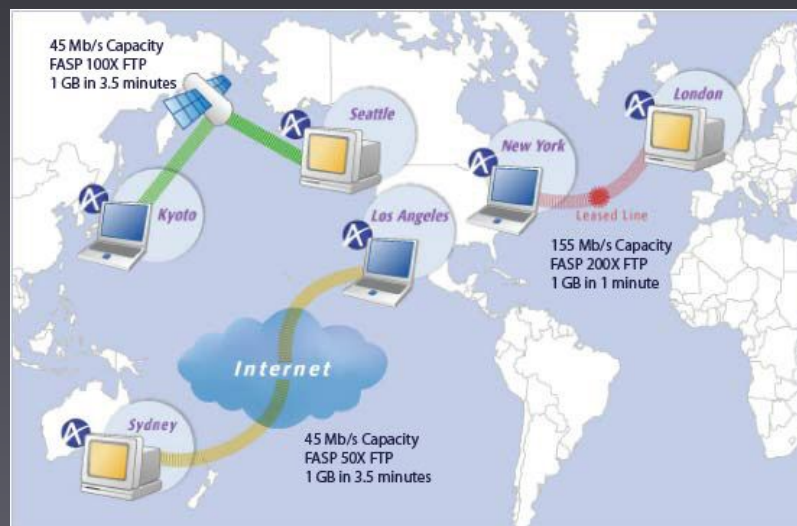 45 Mb/s Capacity
FASP 100X FTP
1 GB in 3.5 minutes
Seattle
London
New York
Kyoto
Los Angeles
Leased Line
155 Mb/s Capacity
FASP 200X FTP
1 GB in 1 minute
Internet
Sydney
45 Mb/s Capacity
FASP 50X FTP
1 GB in 3.5 minutes